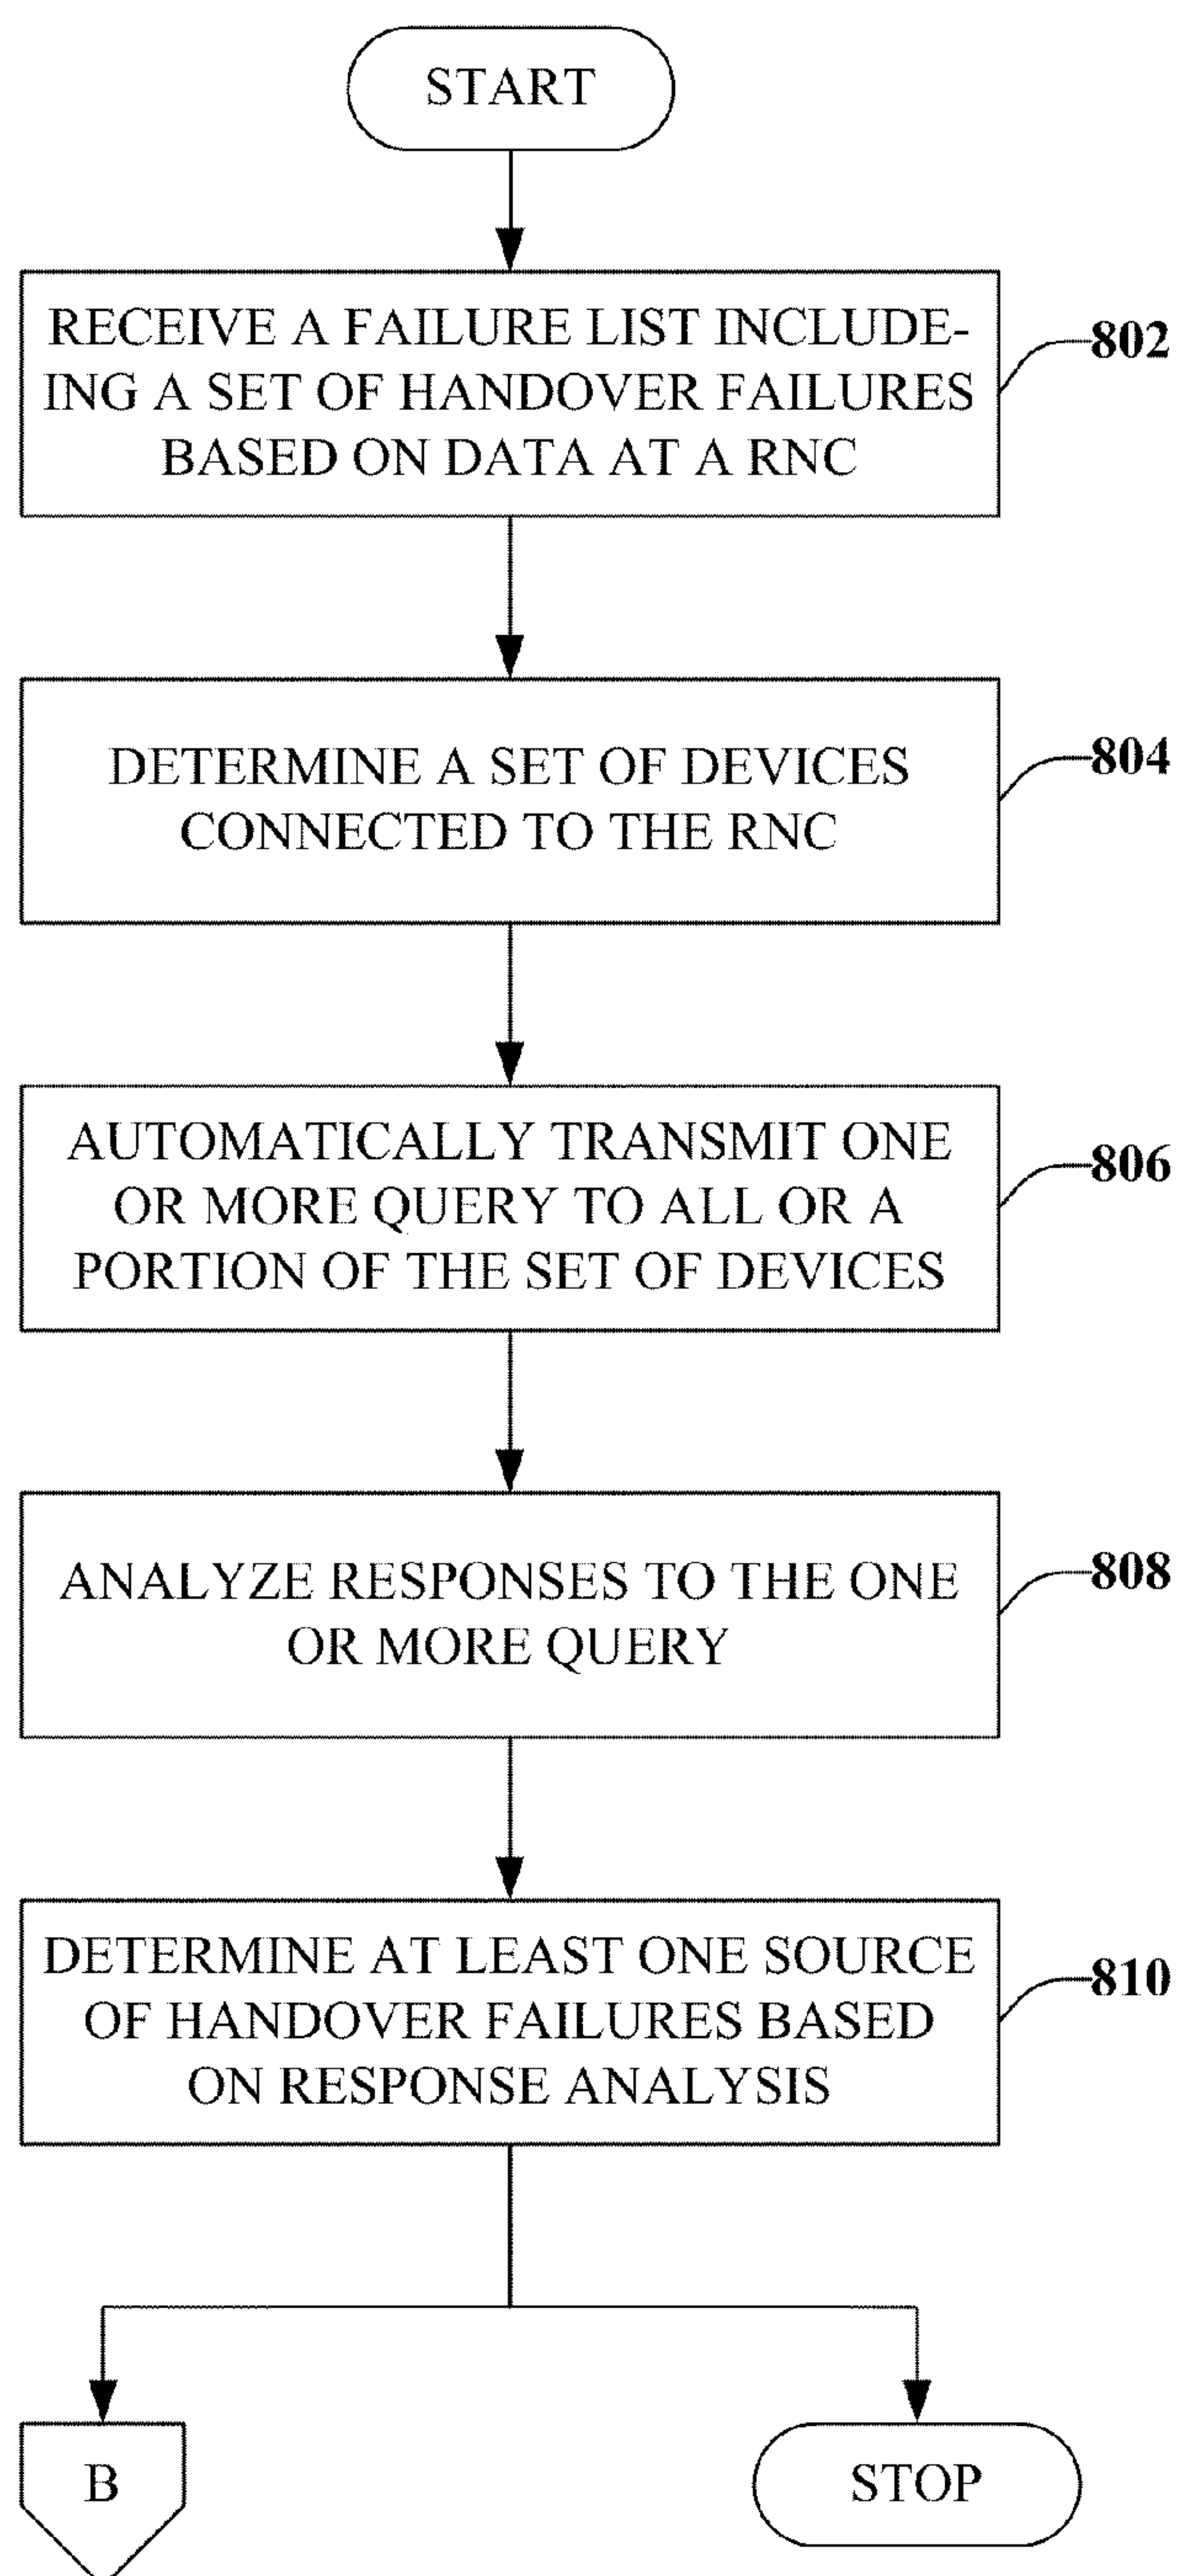 START
RECEIVE A FAILURE LIST INCLUDE-
ING A SET OF HANDOVER FAILURES
BASED ON DATA AT A RNC
802
DETERMINE A SET OF DEVICES
CONNECTED TO THE RNC
804
AUTOMATICALLY TRANSMIT ONE
OR MORE QUERY TO ALL OR A
PORTION OF THE SET OF DEVICES
806
ANALYZE RESPONSES TO THE ONE
OR MORE QUERY
808
DETERMINE AT LEAST ONE SOURCE
OF HANDOVER FAILURES BASED
ON RESPONSE ANALYSIS
810
B
STOP